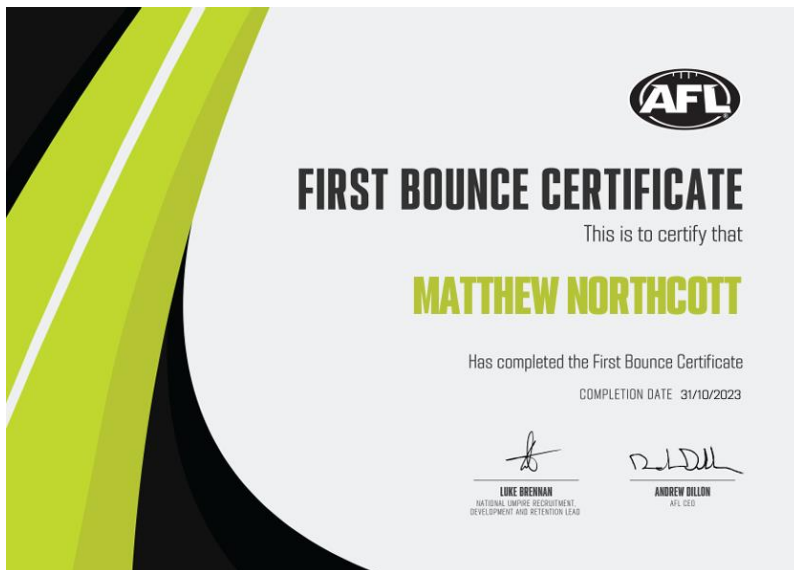 AFL
FIRST BOUNCE CERTIFICATE
This is to certify that
MATTHEW NORTHCOTT
Has completed the First Bounce Certificate
COMPLETION DATE 31/10/2023
LUKE BRENNAN
NATIONAL UMPIRE RECRUITMENT,
DEVELOPMENT AND RETENTION LEAD
ANDREW DILLON
AFL CEO